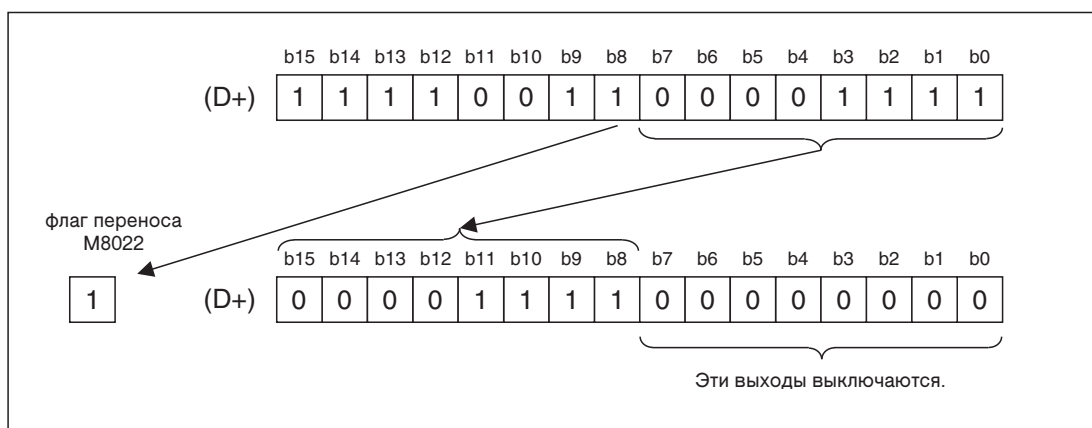 b15 b14 b13 b12 b11 b10 b9 b8 b7 b6 b5 b4 b3 b2 b1 b0
(D+) 1 1 1 1 0 0 1 1 0 0 0 0 1 1 1 1
флаг переноса
M8022
b15 b14 b13 b12 b11 b10 b9 b8 b7 b6 b5 b4 b3 b2 b1 b0
1 (D+) 0 0 0 0 1 1 1 1 0 0 0 0 0 0 0 0
Эти выходы выключаются.